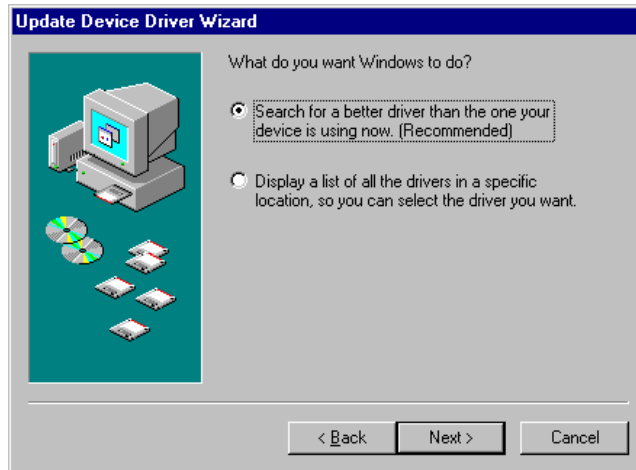 Update Device Driver Wizard
What do you want Windows to do?
Search for a better driver than the one your
device is using now. (Recommended)
Display a list of all the drivers in a specific
location, so you can select the driver you want.
< Back
Next >
Cancel